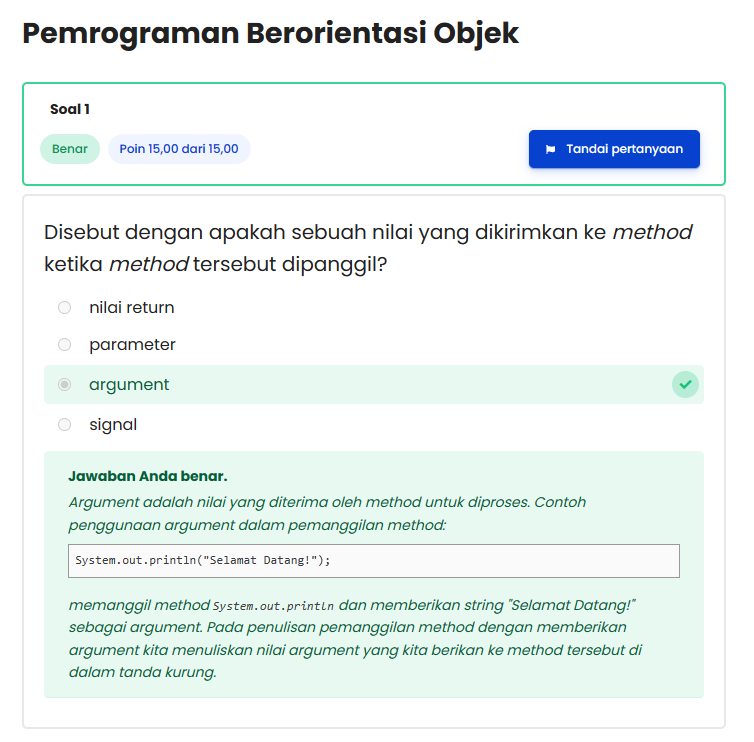 Pemrograman Berorientasi Objek
Soal 1
Benar
Poin 15,00 dari 15,00
Tandai pertanyaan
Disebut dengan apakah sebuah nilai yang dikirimkan ke method
ketika method tersebut dipanggil?
nilai return
parameter
argument
signal
Jawaban Anda benar.
Argument adalah nilai yang diterima oleh method untuk diproses. Contoh
penggunaan argument dalam pemanggilan method:
System.out.println("Selamat Datang!");
memanggil method System.out.println dan memberikan string "Selamat Datang!"
sebagai argument. Pada penulisan pemanggilan method dengan memberikan
argument kita menuliskan nilai argument yang kita berikan ke method tersebut di
dalam tanda kurung.